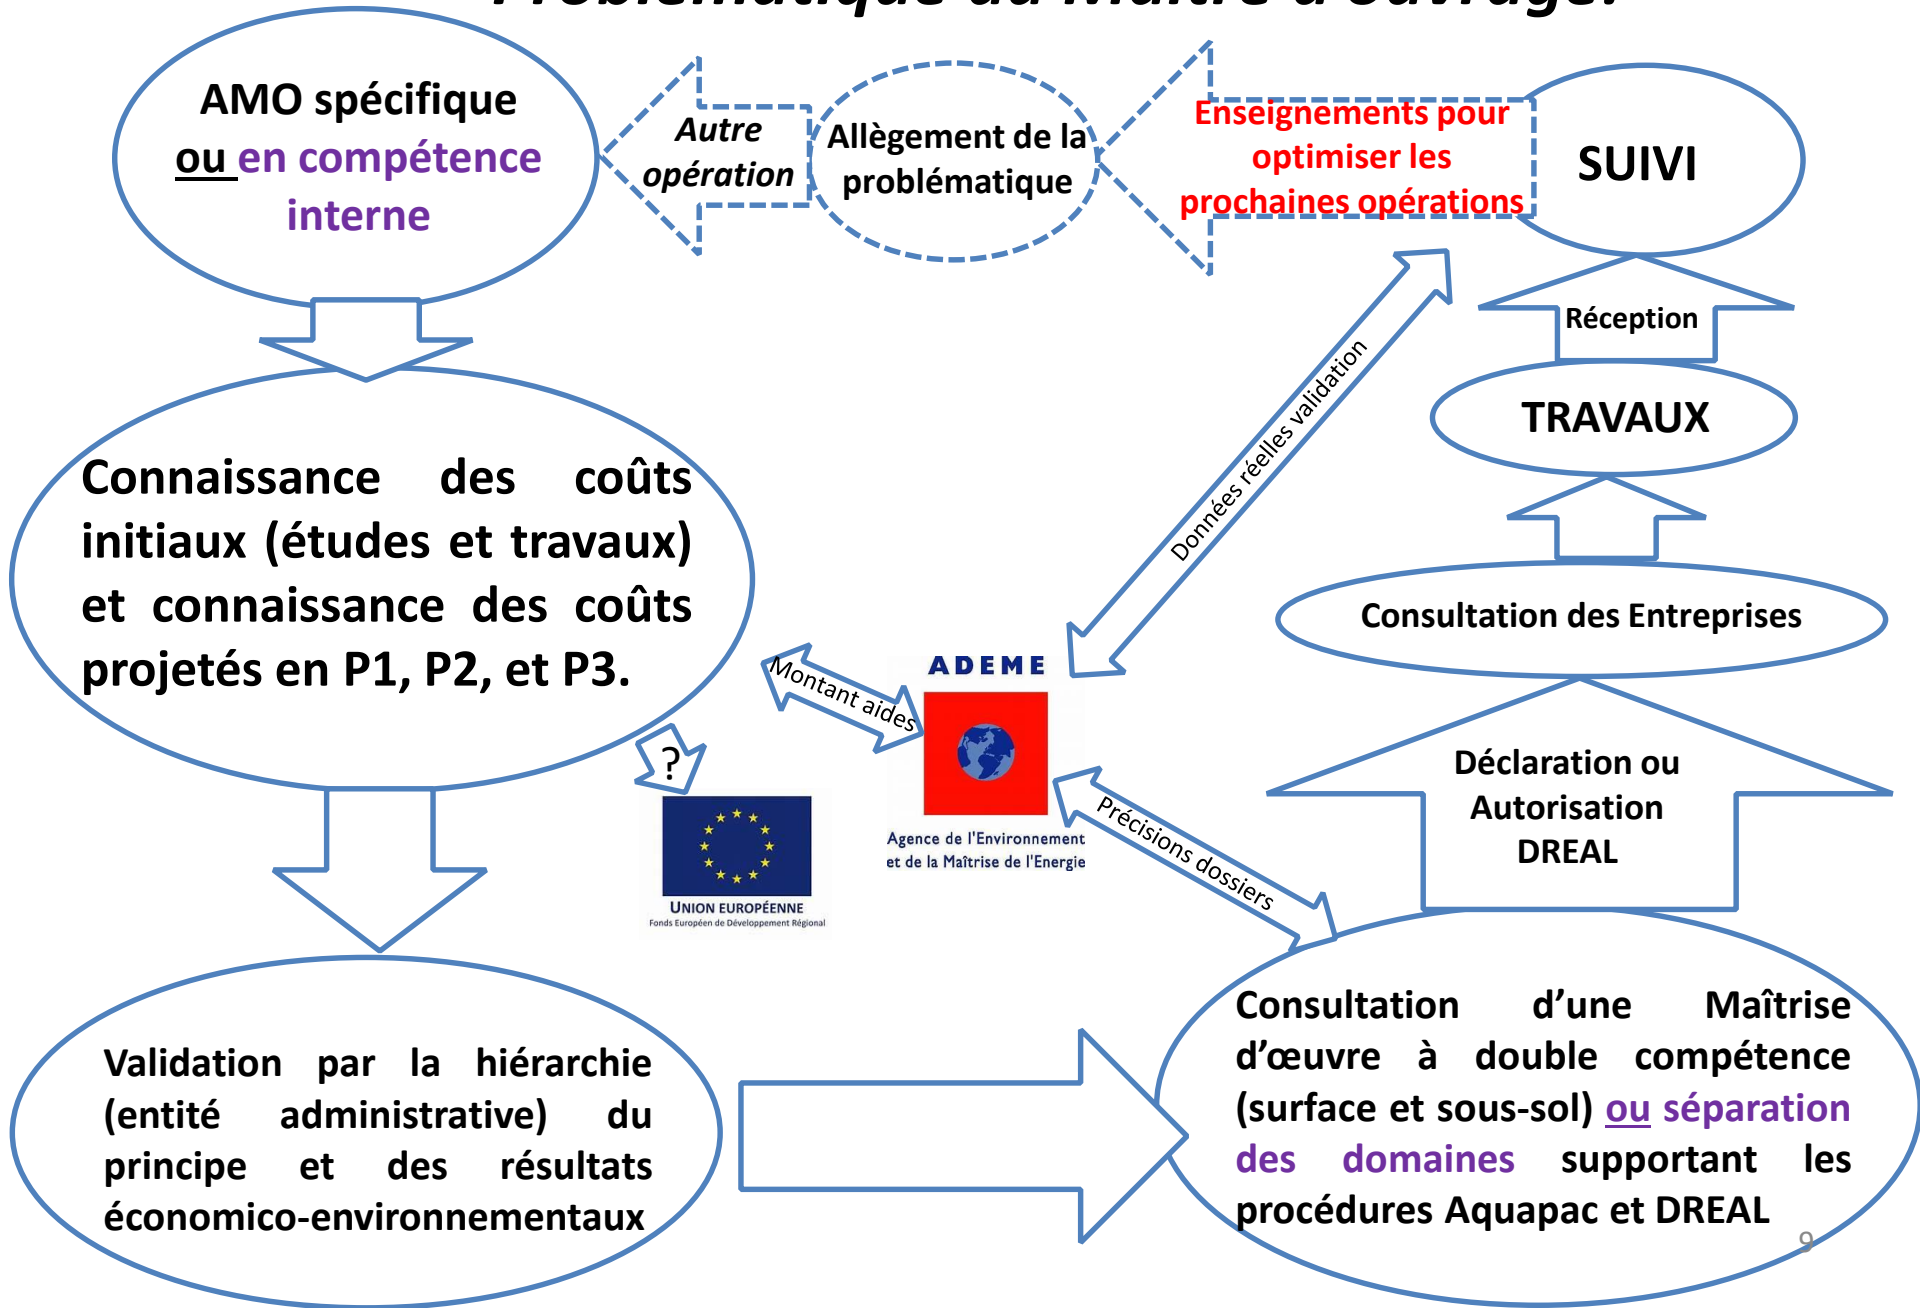 Problématique du Maître d'ouvrage:
AMO spécifique
ou en compétence
interne
Autre
opération
Allègement de la
problématique
Enseignements pour
optimiser les
prochaines opérations
SUIVI
Réception
TRAVAUX
Consultation des Entreprises
Déclaration ou
Autorisation
DREAL
Connaissance des coûts
initiaux (études et travaux)
et connaissance des coûts
projetés en P1, P2, et P3.
Données réelles validation
Montant aides
Précisions dossiers
?
ADEME
Agence de l'Environnement
et de la Maîtrise de l'Energie
UNION EUROPÉENNE
Fonds Européen de Développement Régional
Validation par la hiérarchie
(entité administrative) du
principe et des résultats
économico-environnementaux
Consultation d’une Maîtrise
d’œuvre à double compétence
(surface et sous-sol) ou séparation
des domaines supportant les
procédures Aquapac et DREAL
9